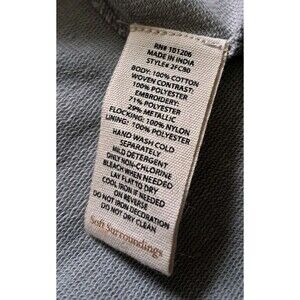 RN# 101206
MADE IN INDIA
STYLE# 2FC90
BODY: 100% COTTON
WOVEN CONTRAST:
100% POLYESTER
EMBROIDERY:
71% POLYESTER
29% METALLIC
FLOCKING: 100% NYLON
LINING: 100% POLYESTER
HAND WASH COLD
SEPARATELY
MILD DETERGENT
ONLY NON-CHLORINE
BLEACH WHEN NEEDED
LAY FLAT TO DRY
COOL IRON IF NEEDED
ON REVERSE
DO NOT IRON DECORATION
DO NOT DRY CLEAN
Soft Surroundings